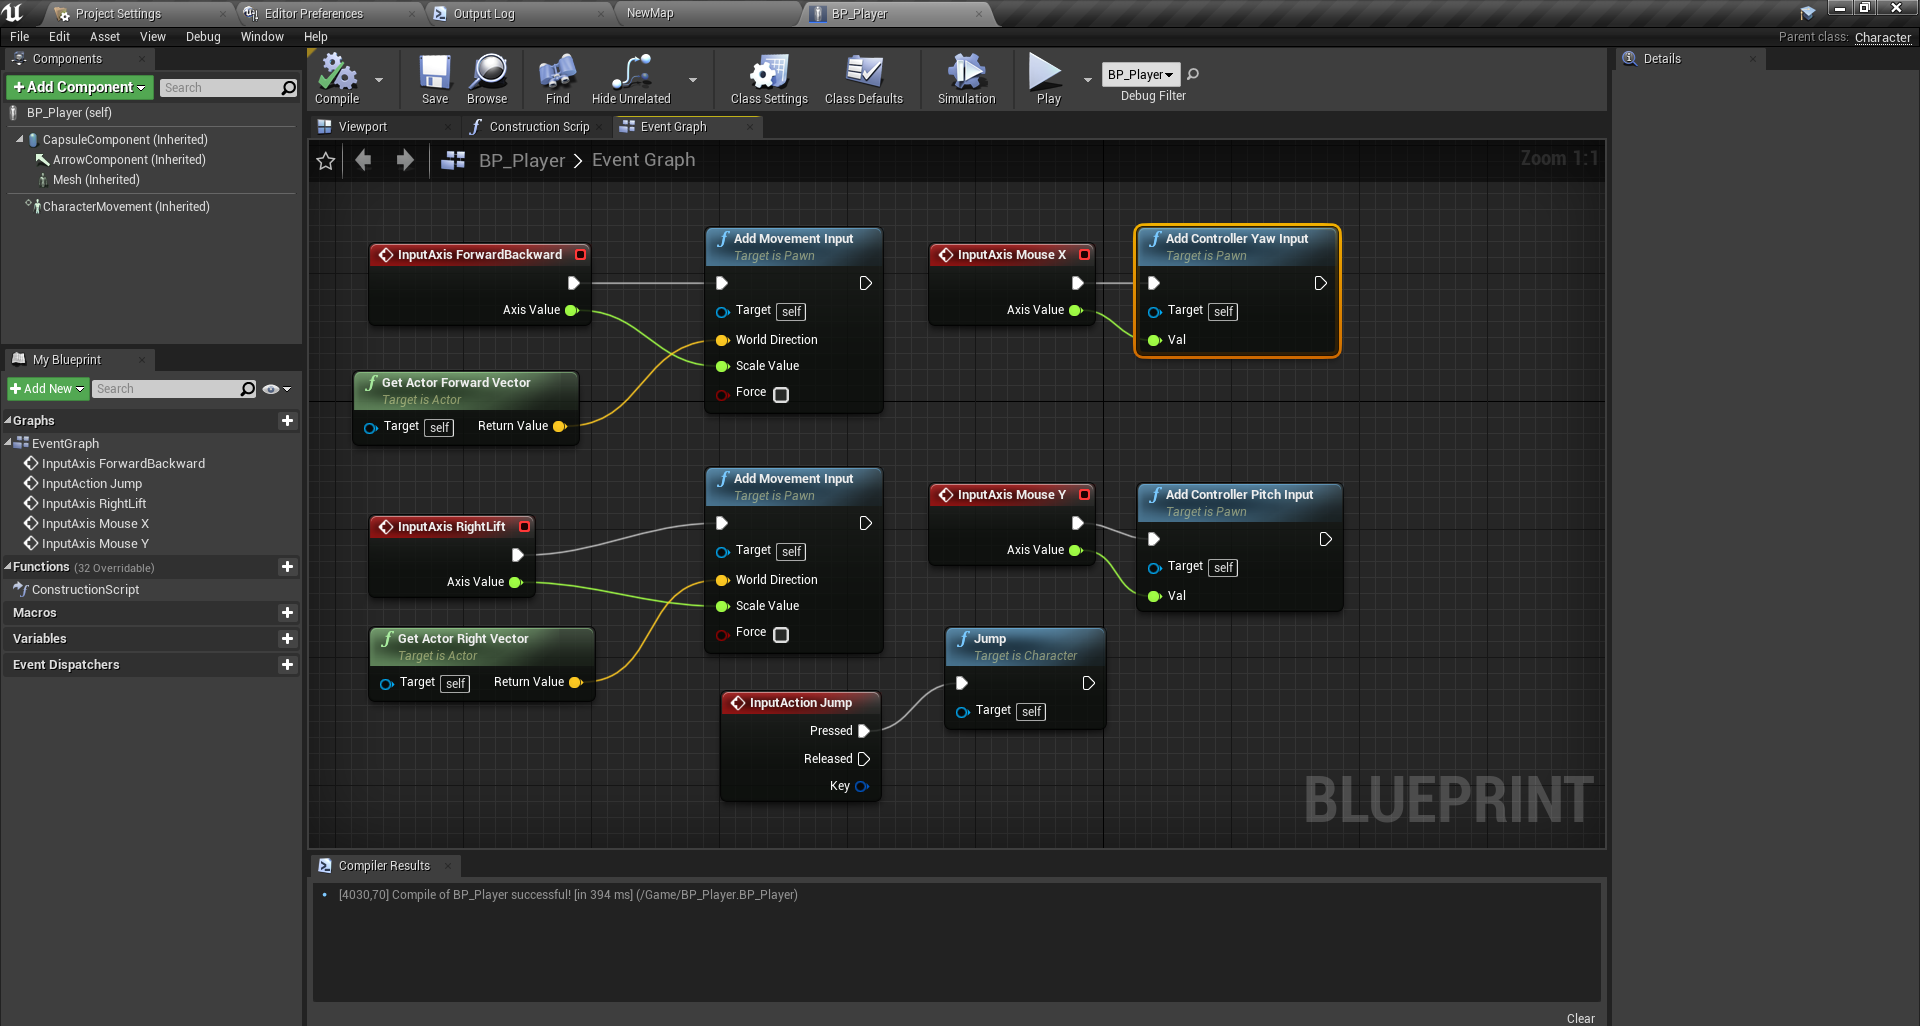 Project Settings
Editor Preferences
Output Log
NewMap
BP_Player
File Edit Asset View Debug Window Help
Parent class: Character
Components
+Add Component
Search
BP_Player (self)
CapsuleComponent (Inherited)
ArrowComponent (Inherited)
Mesh (Inherited)
CharacterMovement (Inherited)
My Blueprint
+Add New
Search
Graphs
EventGraph
InputAxis ForwardBackward
InputAction Jump
InputAxis RightLift
InputAxis Mouse X
InputAxis Mouse Y
Functions (32 Overridable)
ConstructionScript
Macros
Variables
Event Dispatchers
Compile
Save
Browse
Find
Hide Unrelated
Class Settings
Class Defaults
Simulation
Play
BP_Player
Debug Filter
Viewport
Construction Scrip
Event Graph
BP_Player > Event Graph
Zoom 1:1
InputAxis ForwardBackward
Axis Value
Get Actor Forward Vector
Target is Actor
Target self Return Value
Add Movement Input
Target is Pawn
Target self
World Direction
Scale Value
Force
InputAxis Mouse X
Axis Value
Add Controller Yaw Input
Target is Pawn
Target self
Val
InputAxis RightLift
Axis Value
Get Actor Right Vector
Target is Actor
Target self Return Value
Add Movement Input
Target is Pawn
Target self
World Direction
Scale Value
Force
InputAxis Mouse Y
Axis Value
Add Controller Pitch Input
Target is Pawn
Target self
Val
InputAction Jump
Pressed
Released
Key
Jump
Target is Character
Target self
BLUEPRINT
Compiler Results
[4030,70] Compile of BP_Player successful! [in 394 ms] (/Game/BP_Player.BP_Player)
Clear
Details